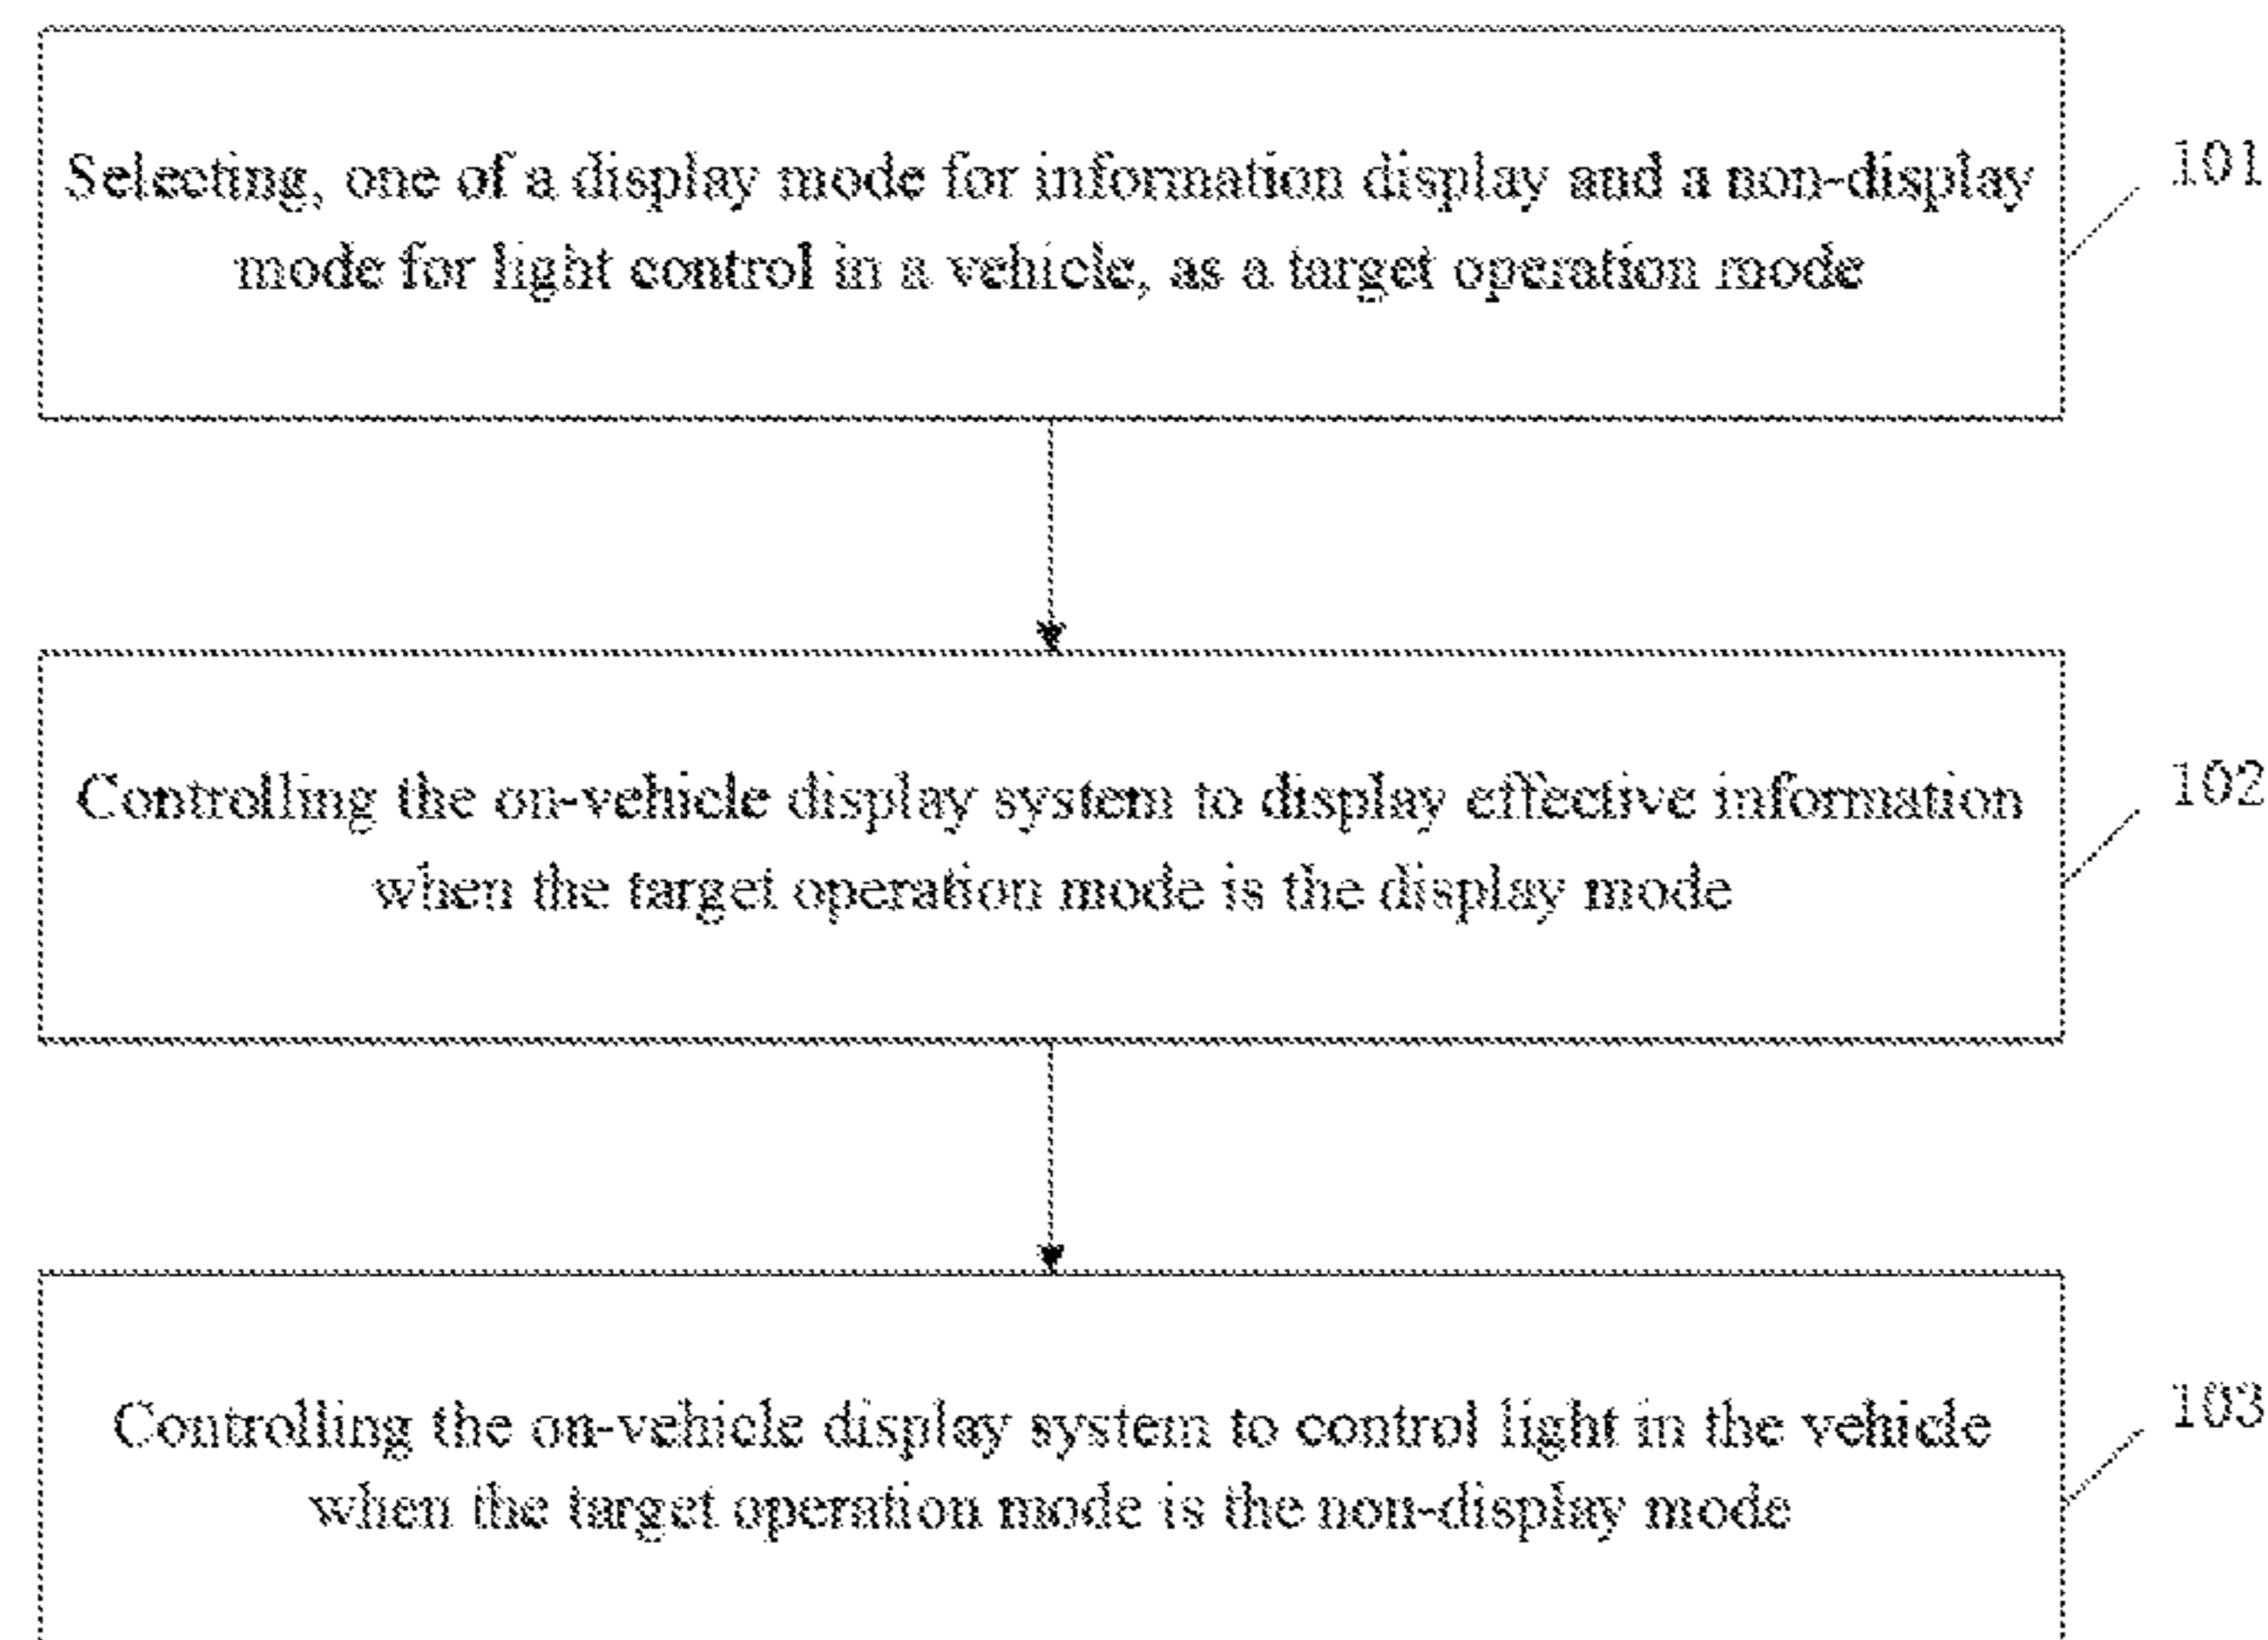 Selecting, one of a display mode for information display and a non-display
mode for light control in a vehicle, as a target operation mode
101
Controlling the on-vehicle display system to display effective information
when the target operation mode is the display mode
102
Controlling the on-vehicle display system to control light in the vehicle
when the target operation mode is the non-display mode
103